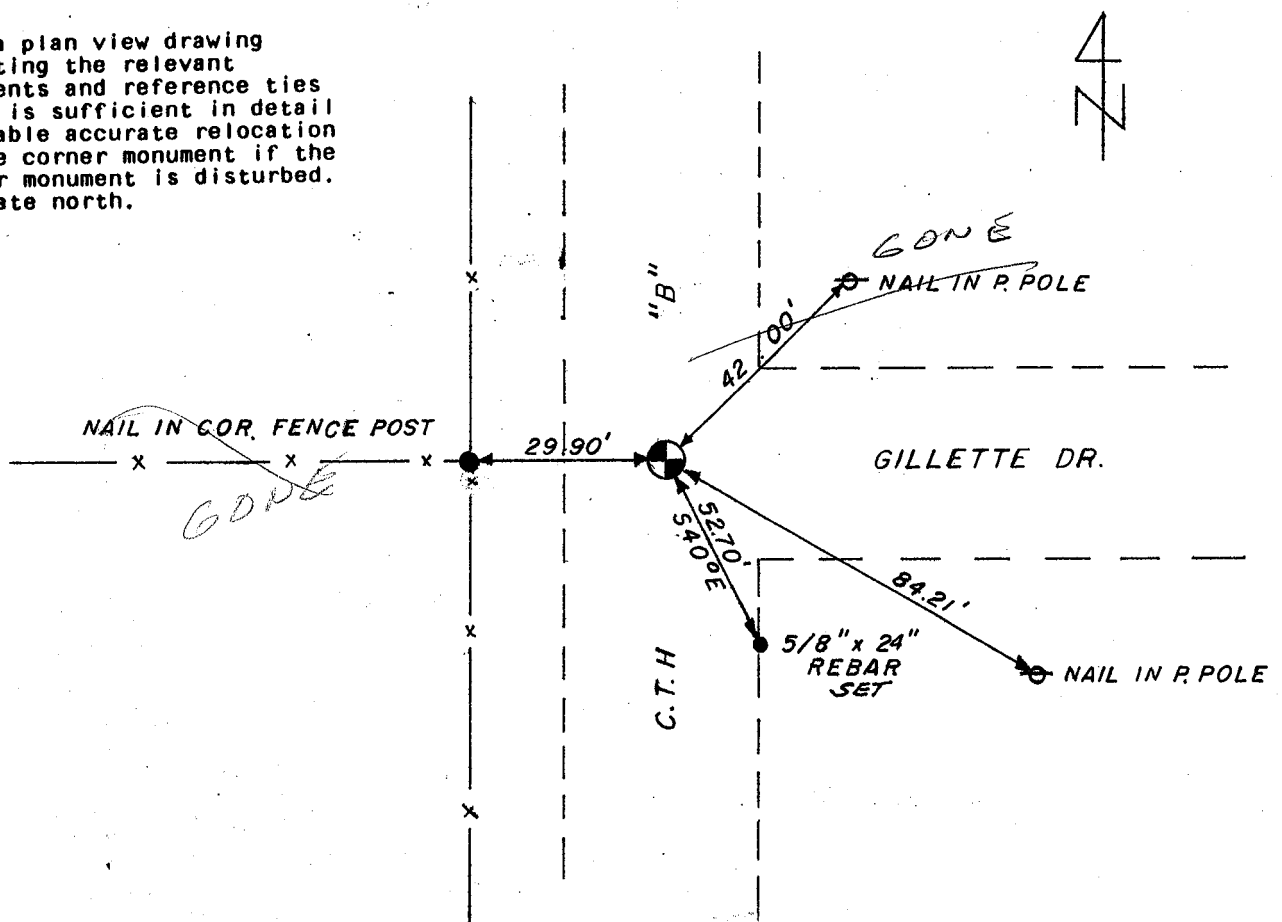 plan view drawing
ting the relevant
ents and reference ties
is sufficient in detail
able accurate relocation
e corner monument if the
r monument is disturbed.
ate north.
N
GONE
NAIL IN P. POLE
"B"
42.00'
NAIL IN COR. FENCE POST
29.90'
GILLETTE DR.
GONE
52.70'
S40°E
84.21'
5/8" x 24"
REBAR
SET
NAIL IN P. POLE
C.T.H